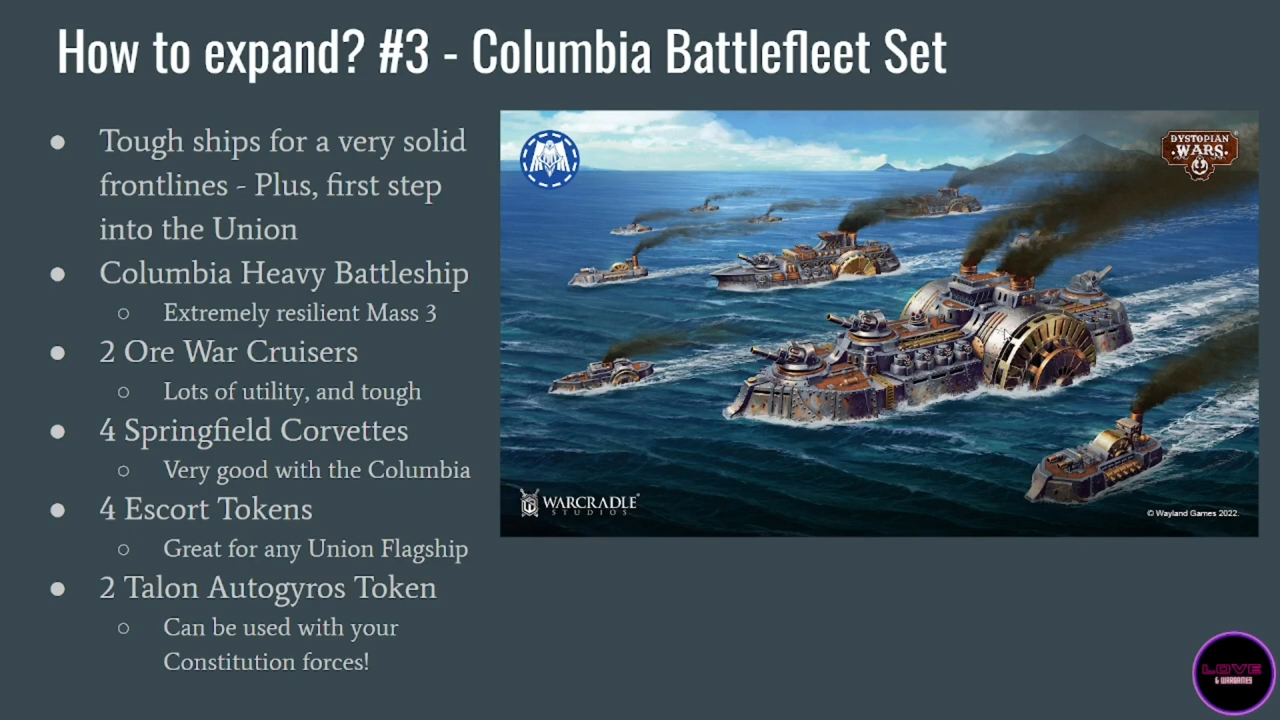 How to expand? #3 - Columbia Battlefleet Set
● Tough ships for a very solid
frontlines - Plus, first step
into the Union
● Columbia Heavy Battleship
○ Extremely resilient Mass 3
● 2 Ore War Cruisers
○ Lots of utility, and tough
● 4 Springfield Corvettes
○ Very good with the Columbia
● 4 Escort Tokens
○ Great for any Union Flagship
● 2 Talon Autogyros Token
○ Can be used with your
Constitution forces!
DYSTOPIAN
WARS
WARCRADLE
STUDIOS
© Wayland Games 2022.
LOVE
& WARGAMES